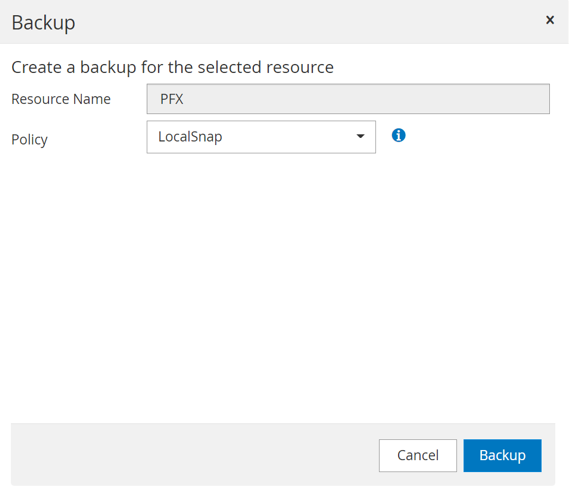 Backup
x
Create a backup for the selected resource
Resource Name PFX
Policy LocalSnap i
Cancel Backup